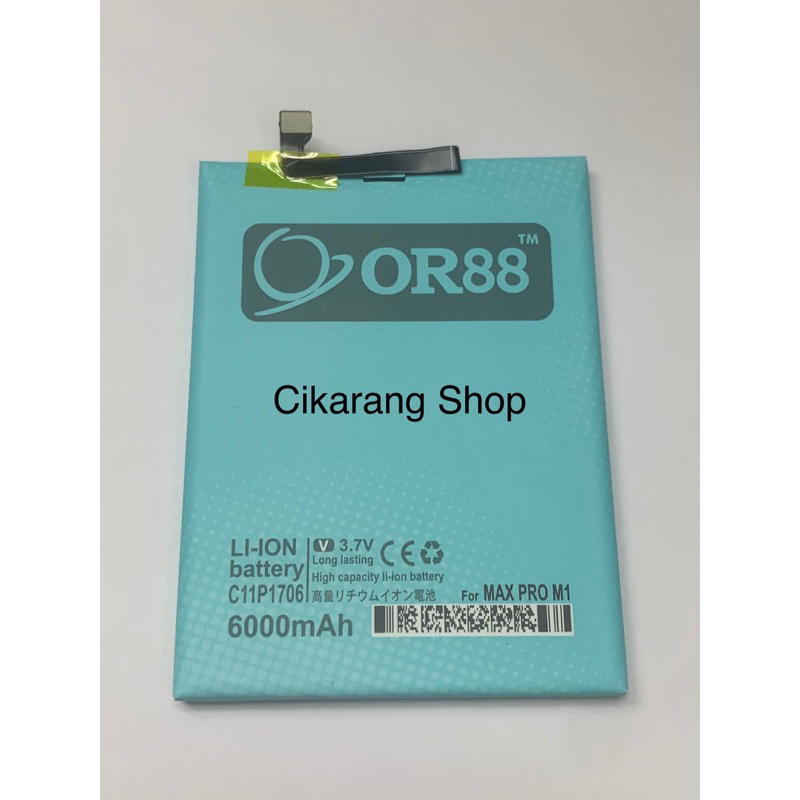 OR88™
Cikarang Shop
LI-ION
battery
C11P1706
V 3.7V
Long lasting
High capacity li-ion battery
高量リチウムイオン電池
For MAX PRO M1
6000mAh